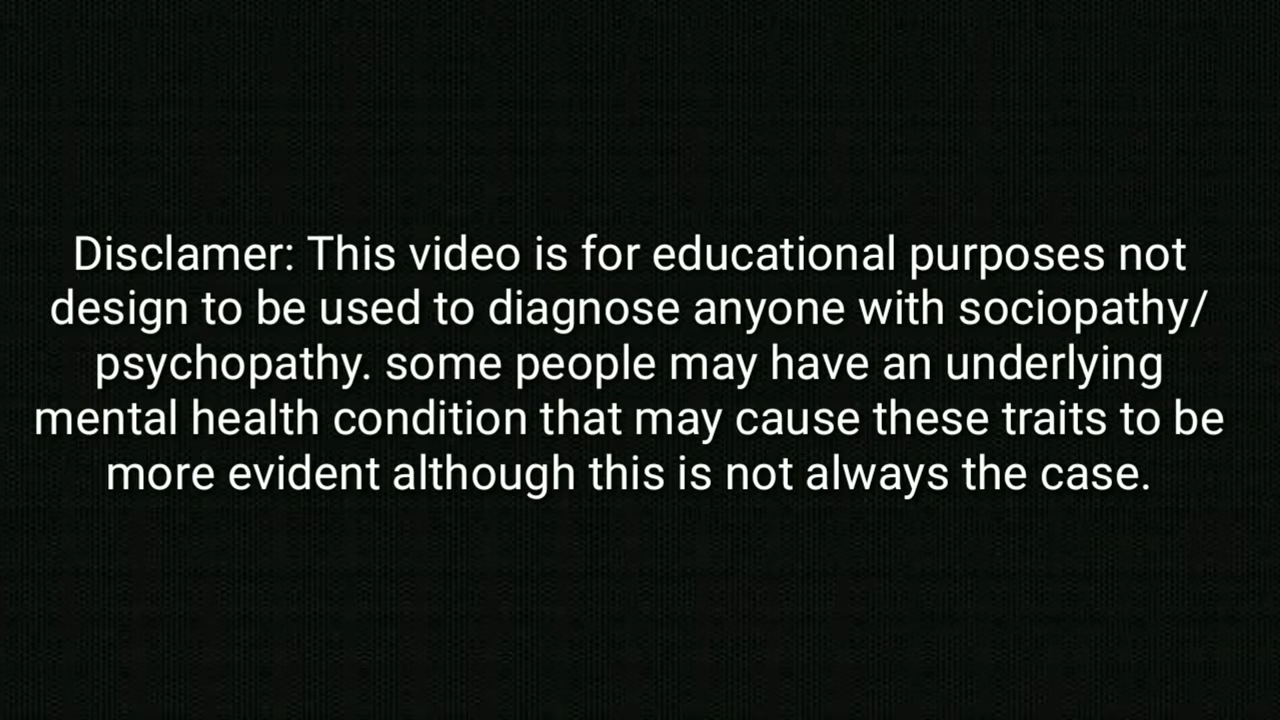 Disclamer: This video is for educational purposes not
design to be used to diagnose anyone with sociopathy/
psychopathy. some people may have an underlying
mental health condition that may cause these traits to be
more evident although this is not always the case.